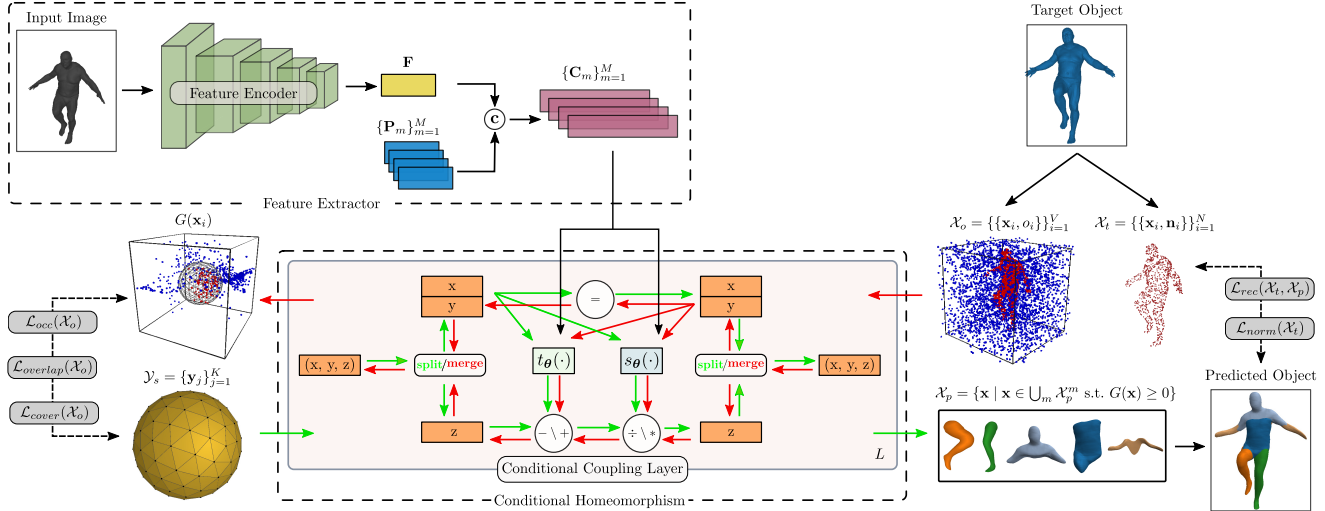 Input Image
Feature Encoder
F
{P_m}_{m=1}^M
c
{C_m}_{m=1}^M
Feature Extractor
Target Object
X_o = {{x_i, o_i}}_{i=1}^V
X_t = {{x_i, n_i}}_{i=1}^N
G(x_i)
L_occ(X_o)
L_overlap(X_o)
L_cover(X_o)
Y_s = {y_j}_{j=1}^K
x
y
=
x
y
(x, y, z)
split/merge
t_θ(·)
s_θ(·)
split/merge
(x, y, z)
z
− \ +
÷ \ *
z
Conditional Coupling Layer
L
Conditional Homeomorphism
L_rec(X_t, X_p)
L_norm(X_t)
X_p = {x | x ∈ ⋃_m X_p^m s.t. G(x) ≥ 0}
Predicted Object